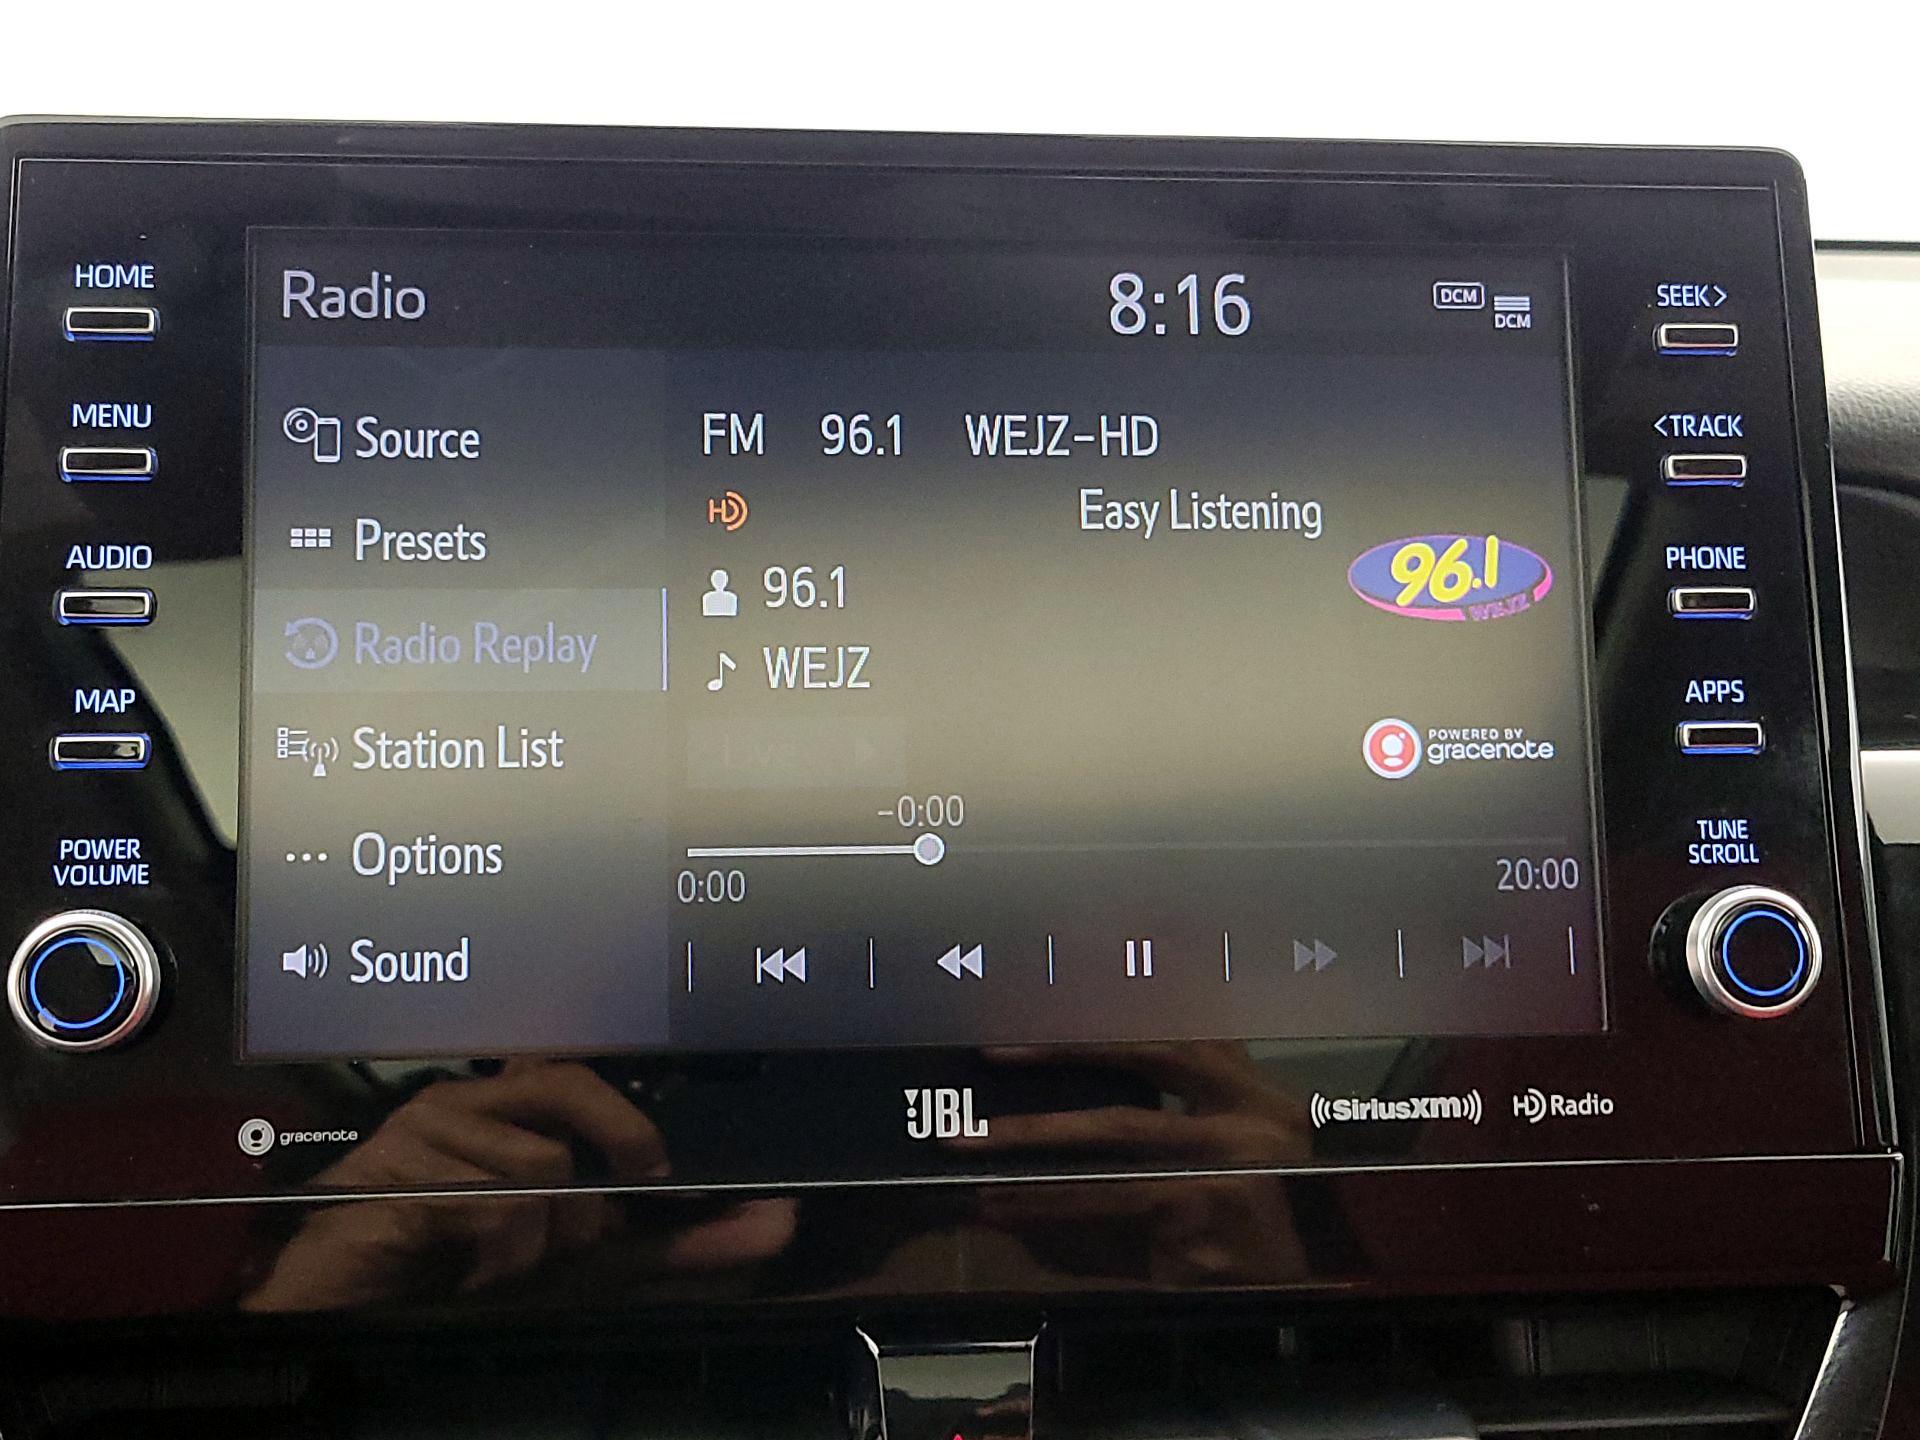 HOME
MENU
AUDIO
MAP
POWER
VOLUME
Radio
8:16
DCM
DCM
Source
Presets
Radio Replay
Station List
Options
Sound
FM 96.1 WEJZ-HD
HD
Easy Listening
96.1
96.1
WEJZ
WEJZ
POWERED BY
gracenote
-0:00
0:00
20:00
SEEK>
<TRACK
PHONE
APPS
TUNE
SCROLL
gracenote
JBL
SiriusXM
HD Radio